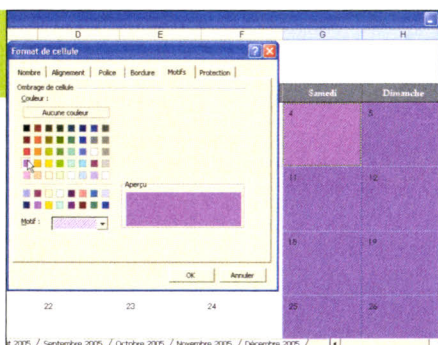 D E F G H
Format de cellule
Nombre Alignement Police Bordure Motifs Protection
Ombrage de cellule
Couleur :
Aucune couleur
Aperçu
Motif :
OK Annuler
Samedi Dimanche
4 5
11 12
18 19
22 23 24 25 26
2005 / Septembre 2005 / Octobre 2005 / Novembre 2005 / Décembre 2005 /